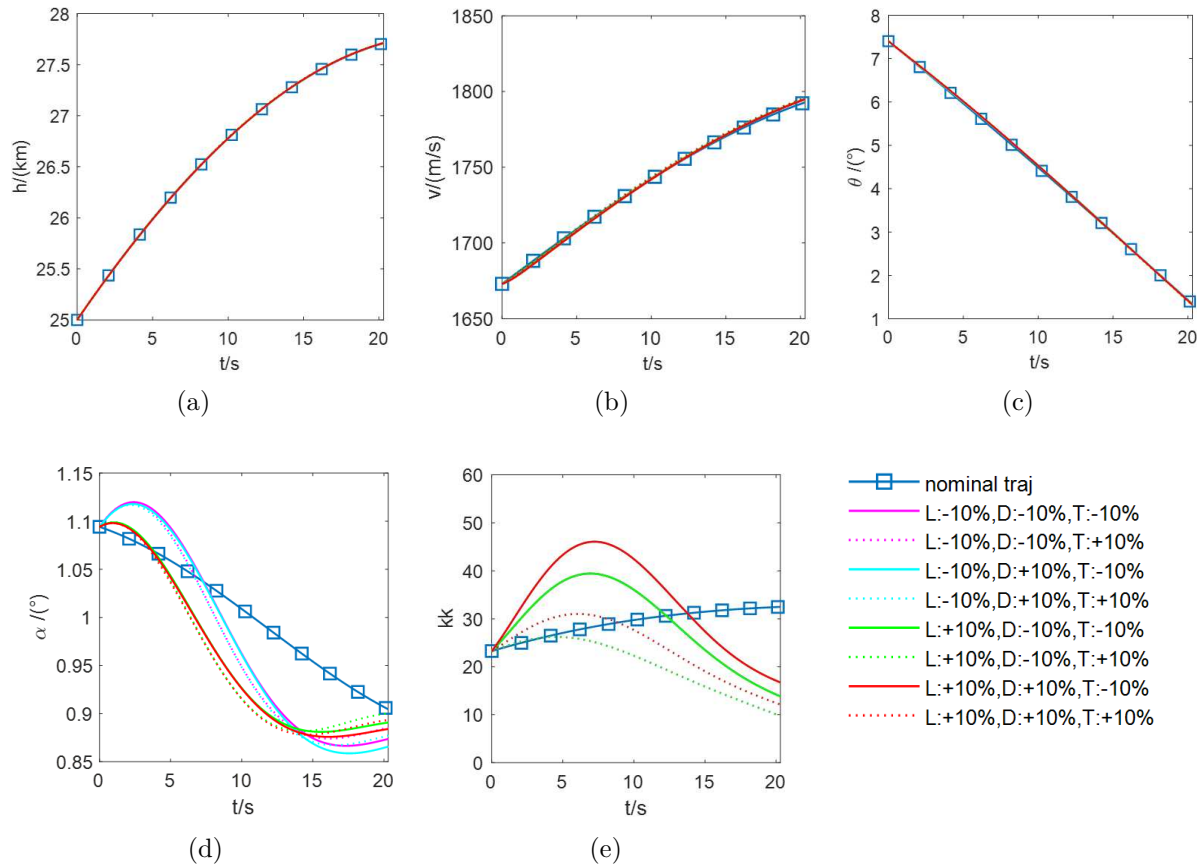 28
27.5
27
26.5
26
25.5
25
h/(km)
0 5 10 15 20
t/s
(a)
1850
1800
1750
1700
1650
v/(m/s)
0 5 10 15 20
t/s
(b)
8
7
6
5
4
3
2
1
θ /(°)
0 5 10 15 20
t/s
(c)
1.15
1.1
1.05
1
0.95
0.9
0.85
α /(°)
0 5 10 15 20
t/s
(d)
60
50
40
30
20
10
0
kk
0 5 10 15 20
t/s
(e)
nominal traj
L:-10%,D:-10%,T:-10%
L:-10%,D:-10%,T:+10%
L:-10%,D:+10%,T:-10%
L:-10%,D:+10%,T:+10%
L:+10%,D:-10%,T:-10%
L:+10%,D:-10%,T:+10%
L:+10%,D:+10%,T:-10%
L:+10%,D:+10%,T:+10%